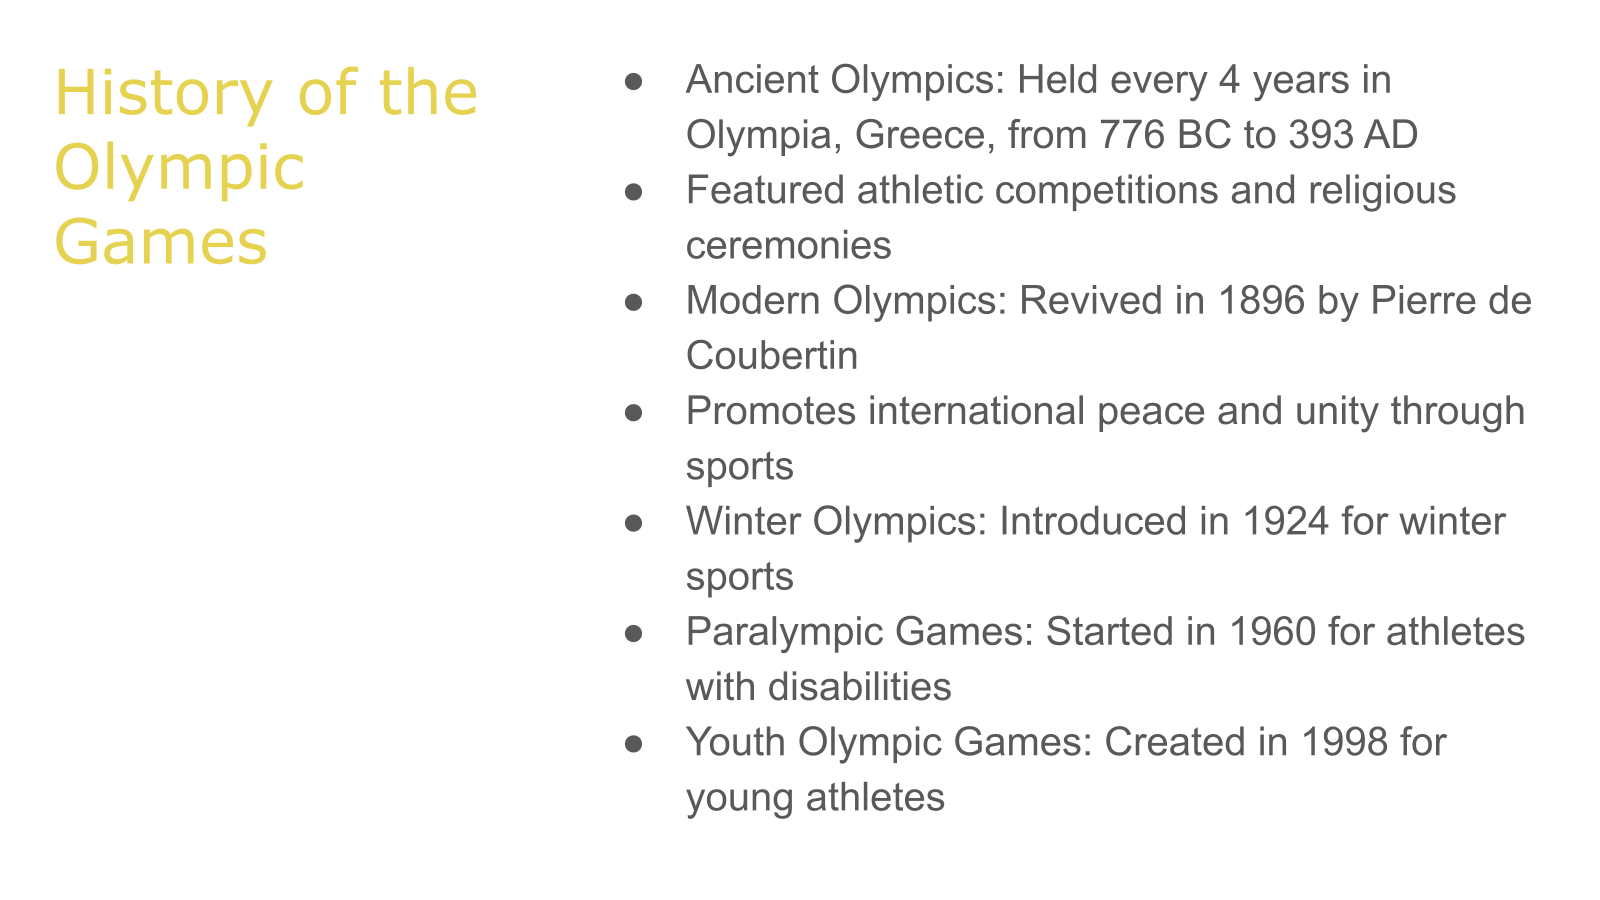 History of the
Olympic
Games
● Ancient Olympics: Held every 4 years in
Olympia, Greece, from 776 BC to 393 AD
● Featured athletic competitions and religious
ceremonies
● Modern Olympics: Revived in 1896 by Pierre de
Coubertin
● Promotes international peace and unity through
sports
● Winter Olympics: Introduced in 1924 for winter
sports
● Paralympic Games: Started in 1960 for athletes
with disabilities
● Youth Olympic Games: Created in 1998 for
young athletes